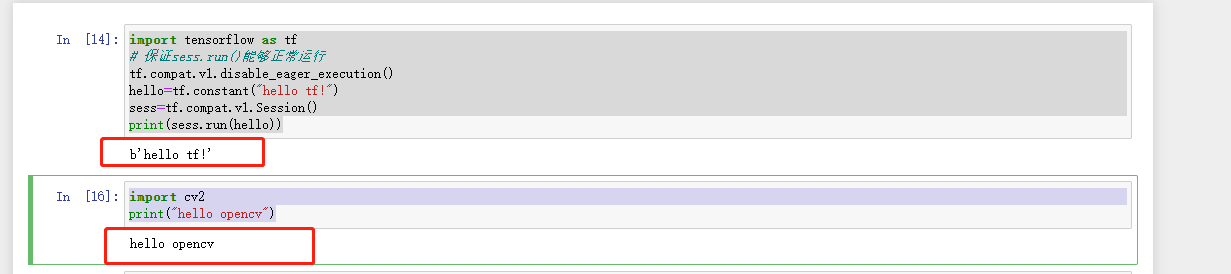 In [14]: import tensorflow as tf
# 保证sess.run()能够正常运行
tf.compat.v1.disable_eager_execution()
hello=tf.constant("hello tf!")
sess=tf.compat.v1.Session()
print(sess.run(hello))
b'hello tf!'
In [16]: import cv2
print("hello opencv")
hello opencv